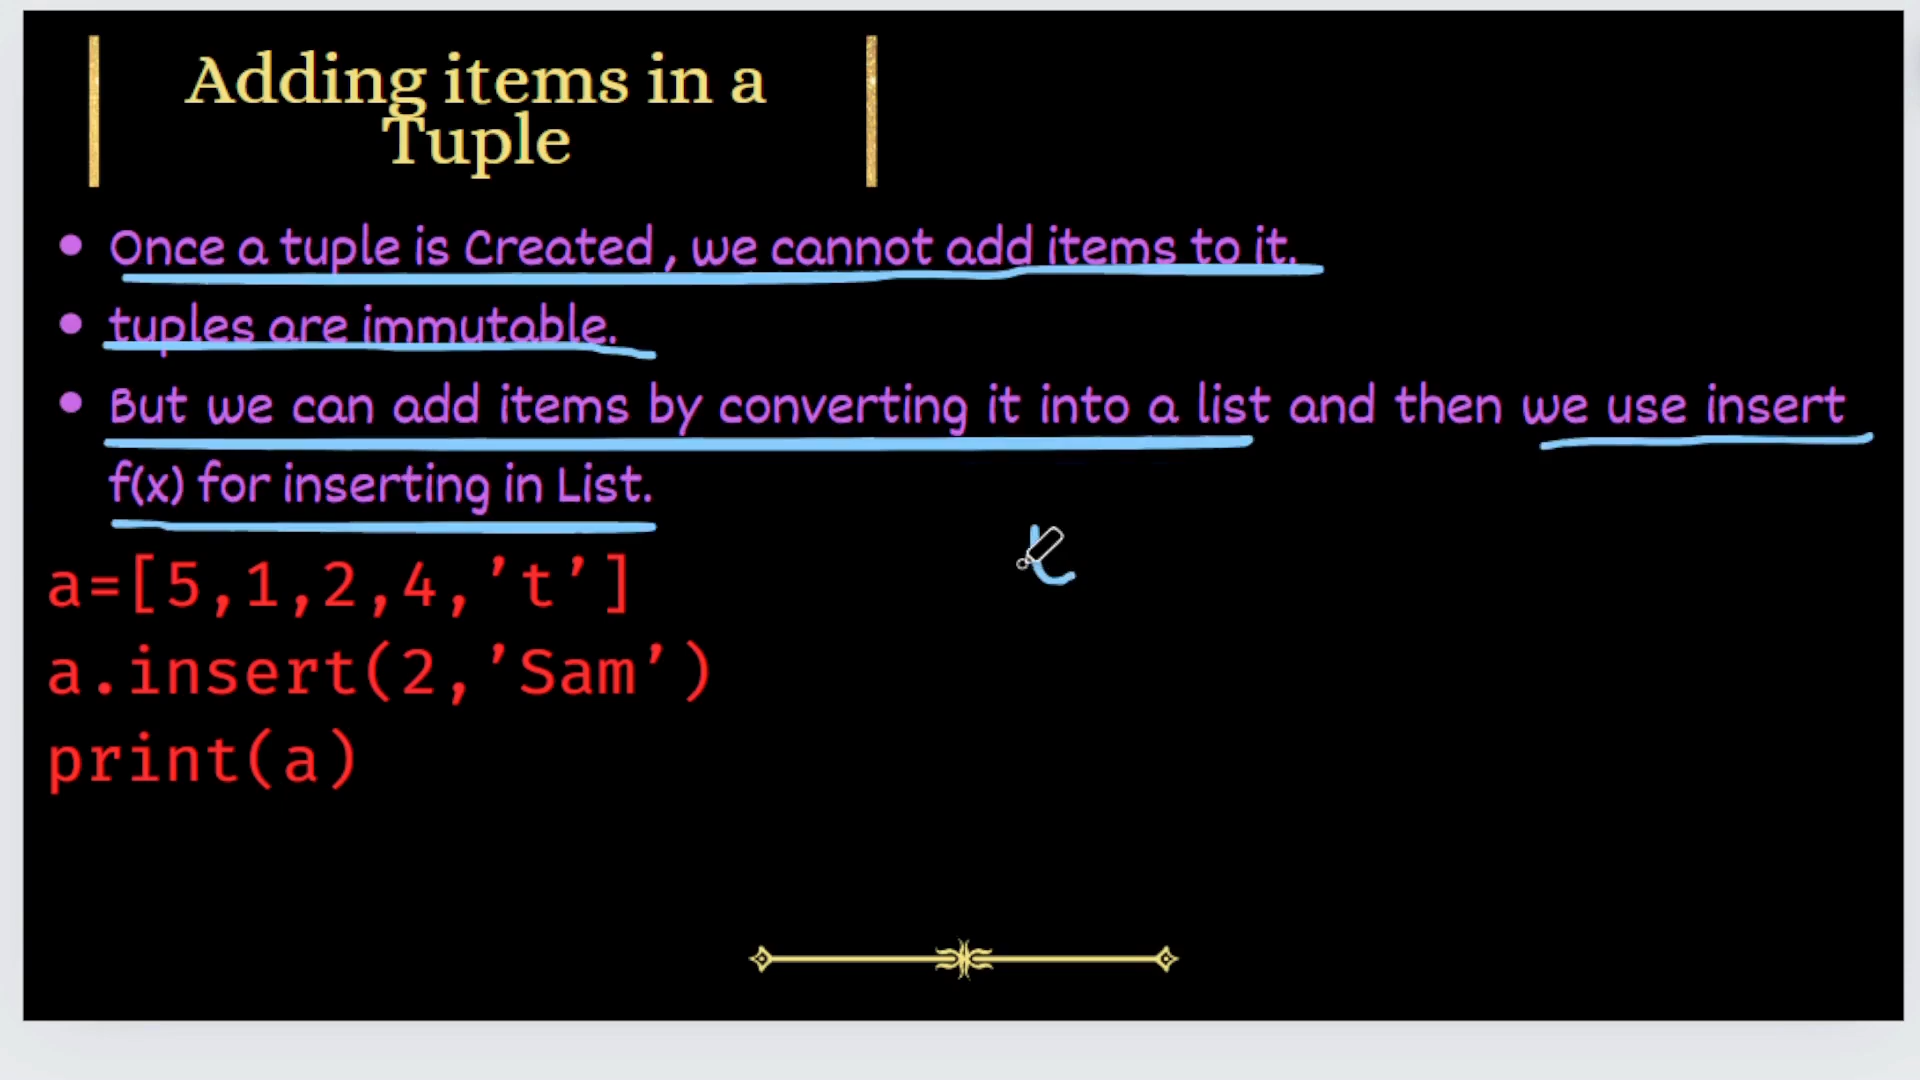 Adding items in a
Tuple
Once a tuple is Created , we cannot add items to it.
tuples are immutable.
But we can add items by converting it into a list and then we use insert
f(x) for inserting in List.
a=[5,1,2,4,’t’]
a.insert(2,’Sam’)
print(a)